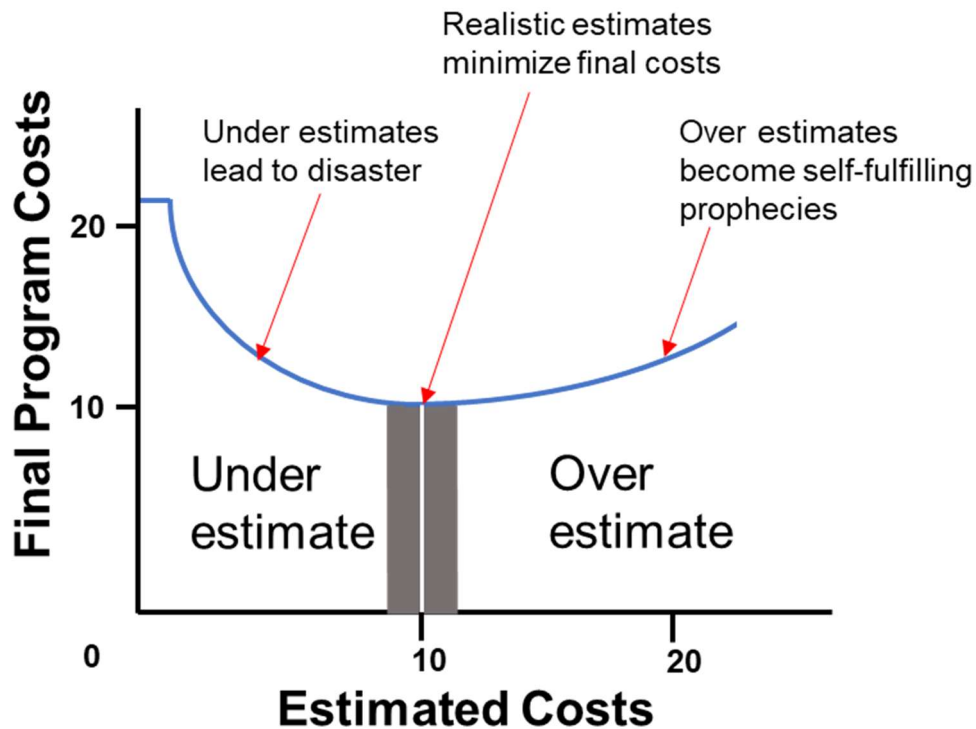 Realistic estimates
minimize final costs
Under estimates
lead to disaster
Over estimates
become self-fulfilling
prophecies
Final Program Costs
20
10
Under
estimate
Over
estimate
0
10
20
Estimated Costs